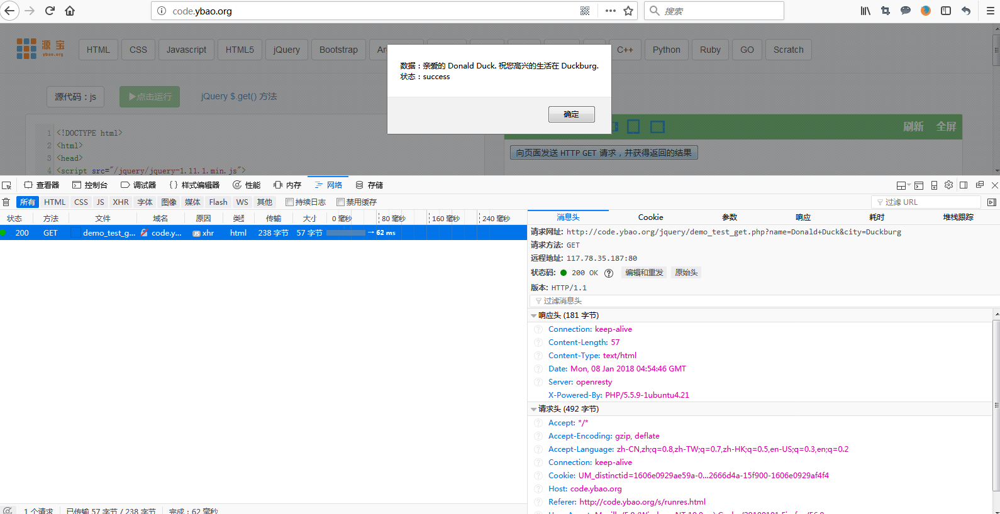 code.ybao.org
搜索
源 宝
ybao.org
HTML
CSS
Javascript
HTML5
jQuery
Bootstrap
C++
Python
Ruby
GO
Scratch
数据：亲爱的 Donald Duck. 祝您高兴的生活在 Duckburg.
状态：success
确定
源代码：js
▶点击运行
jQuery $.get() 方法
刷新 全屏
向页面发送 HTTP GET 请求，并获得返回的结果
1 <!DOCTYPE html>
2 <html>
3 <head>
4 <script src="/jquery/jquery-1.11.1.min.js">
查看器 控制台 调试器 {} 样式编辑器 性能 内存 网络 存储
所有 HTML CSS JS XHR 字体 图像 媒体 Flash WS 其他 持续日志 禁用缓存 过滤 URL
状态 方法 文件 域名 原因 类型 传输 大小 0 毫秒 80 毫秒 160 毫秒 240 毫秒
200 GET demo_test_g... code.y... JS xhr html 238 字节 57 字节 → 62 ms
消息头 Cookie 参数 响应 耗时 堆栈跟踪
请求网址: http://code.ybao.org/jquery/demo_test_get.php?name=Donald+Duck&city=Duckburg
请求方法: GET
远程地址: 117.78.35.187:80
状态码: 200 OK 编辑和重发 原始头
版本: HTTP/1.1
过滤消息头
响应头 (181 字节)
Connection: keep-alive
Content-Length: 57
Content-Type: text/html
Date: Mon, 08 Jan 2018 04:54:46 GMT
Server: openresty
X-Powered-By: PHP/5.5.9-1ubuntu4.21
请求头 (492 字节)
Accept: */*
Accept-Encoding: gzip, deflate
Accept-Language: zh-CN,zh;q=0.8,zh-TW;q=0.7,zh-HK;q=0.5,en-US;q=0.3,en;q=0.2
Connection: keep-alive
Cookie: UM_distinctid=1606e0929ae59a-0...2666d4a-15f900-1606e0929af4f4
Host: code.ybao.org
Referer: http://code.ybao.org/s/runres.html
1 个请求 已传输 57 字节 / 238 字节 完成：62 毫秒